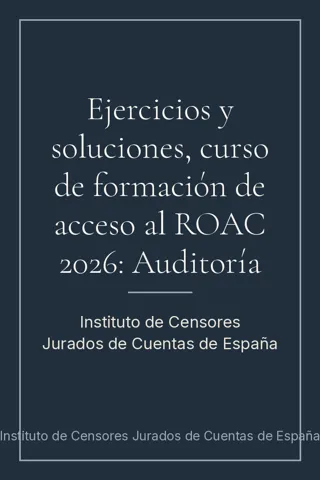 Ejercicios y
soluciones, curso
de formación de
acceso al ROAC
2026: Auditoría
Instituto de Censores
Jurados de Cuentas de España
Instituto de Censores Jurados de Cuentas de España